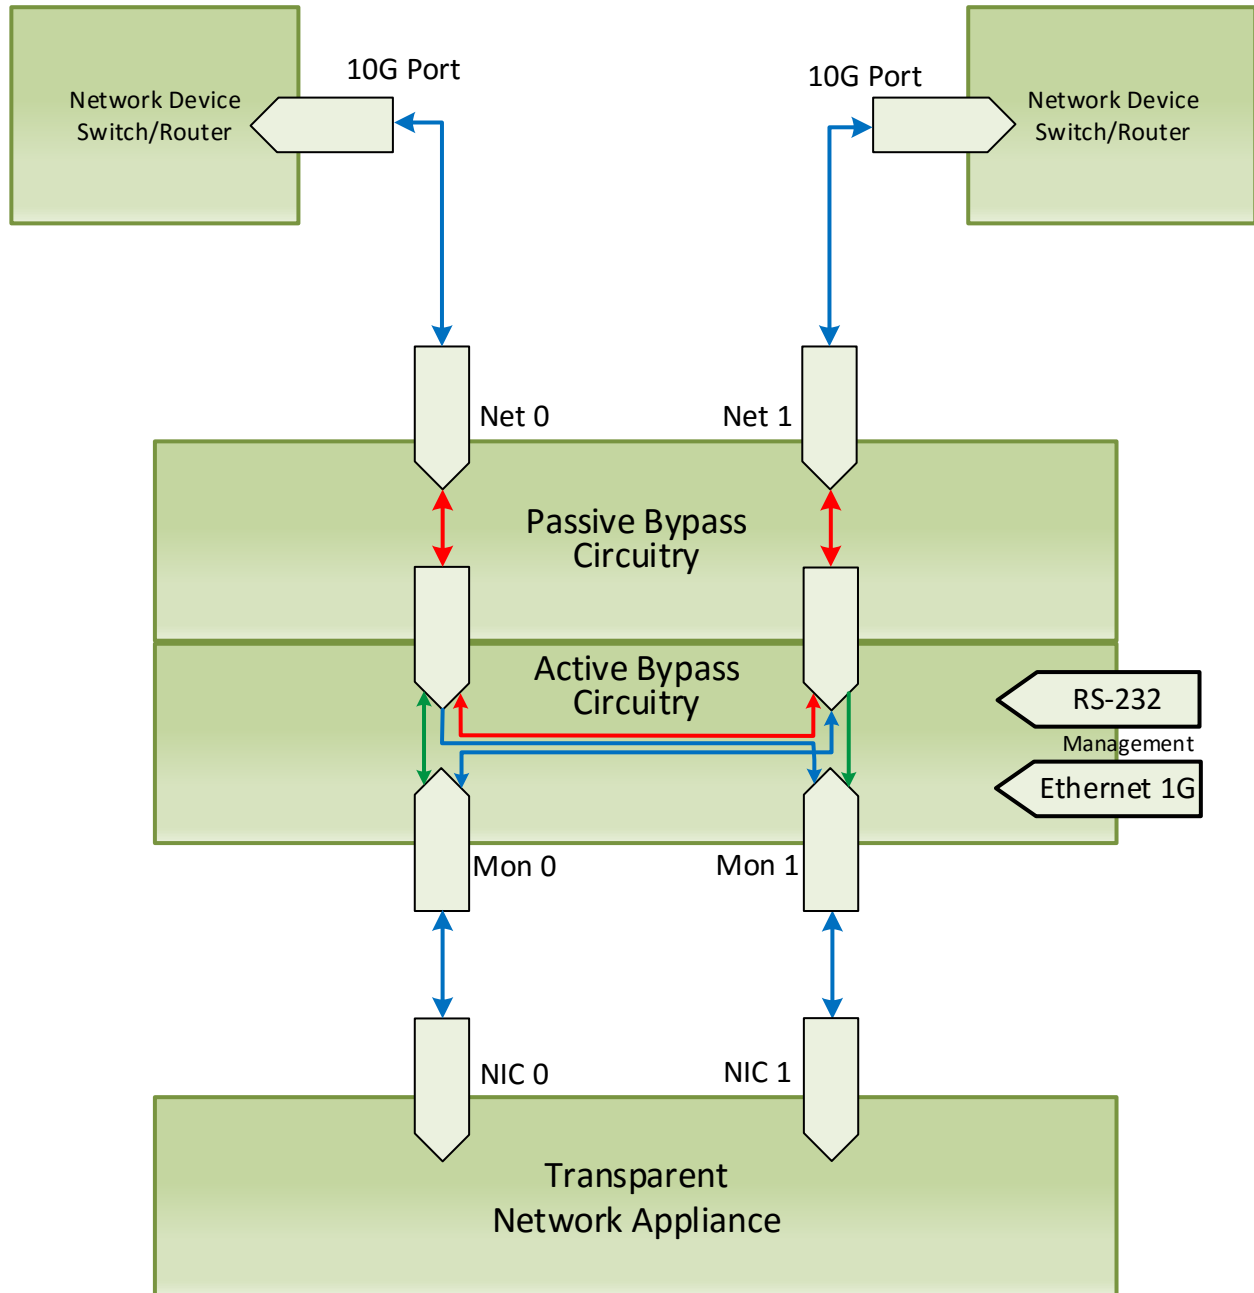 10G Port
10G Port
Network Device
Switch/Router
Network Device
Switch/Router
Net 0
Net 1
Passive Bypass
Circuitry
Active Bypass
Circuitry
RS-232
Management
Ethernet 1G
Mon 0
Mon 1
NIC 0
NIC 1
Transparent
Network Appliance